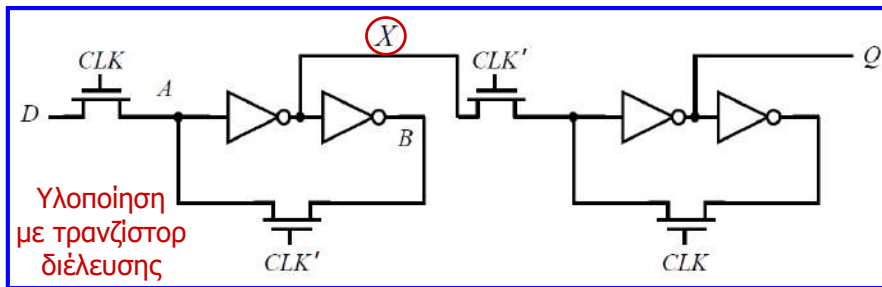 X
CLK
CLK'
Q
A
D
B
Υλοποίηση
με τρανζίστορ
διέλευσης
CLK'
CLK